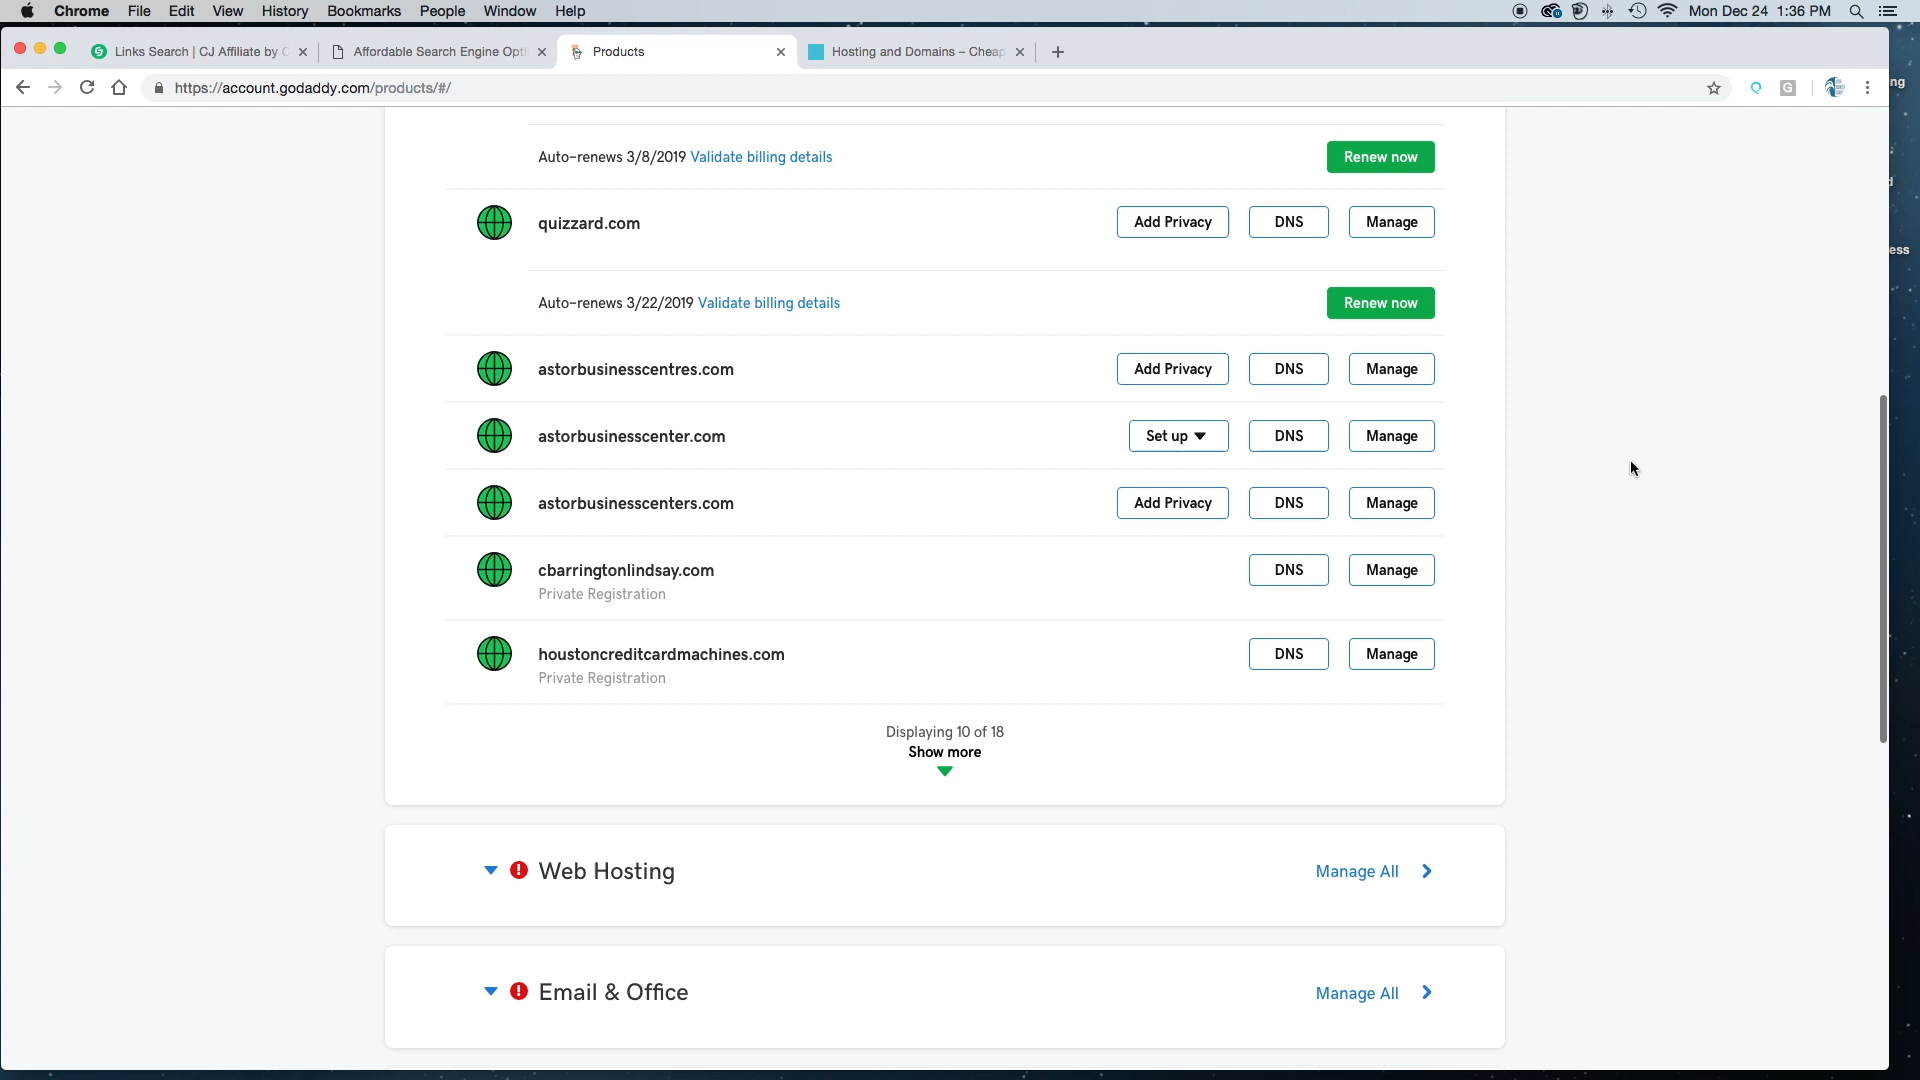 Chrome File Edit View History Bookmarks People Window Help Mon Dec 24 1:36 PM
Links Search | CJ Affiliate by C
Affordable Search Engine Opti
Products
Hosting and Domains – Cheap
https://account.godaddy.com/products/#/
ng
Auto-renews 3/8/2019 Validate billing details Renew now
d
quizzard.com Add Privacy DNS Manage
ess
Auto-renews 3/22/2019 Validate billing details Renew now
astorbusinesscentres.com Add Privacy DNS Manage
astorbusinesscenter.com Set up DNS Manage
astorbusinesscenters.com Add Privacy DNS Manage
cbarringtonlindsay.com DNS Manage
Private Registration
houstoncreditcardmachines.com DNS Manage
Private Registration
Displaying 10 of 18
Show more
Web Hosting Manage All
Email & Office Manage All